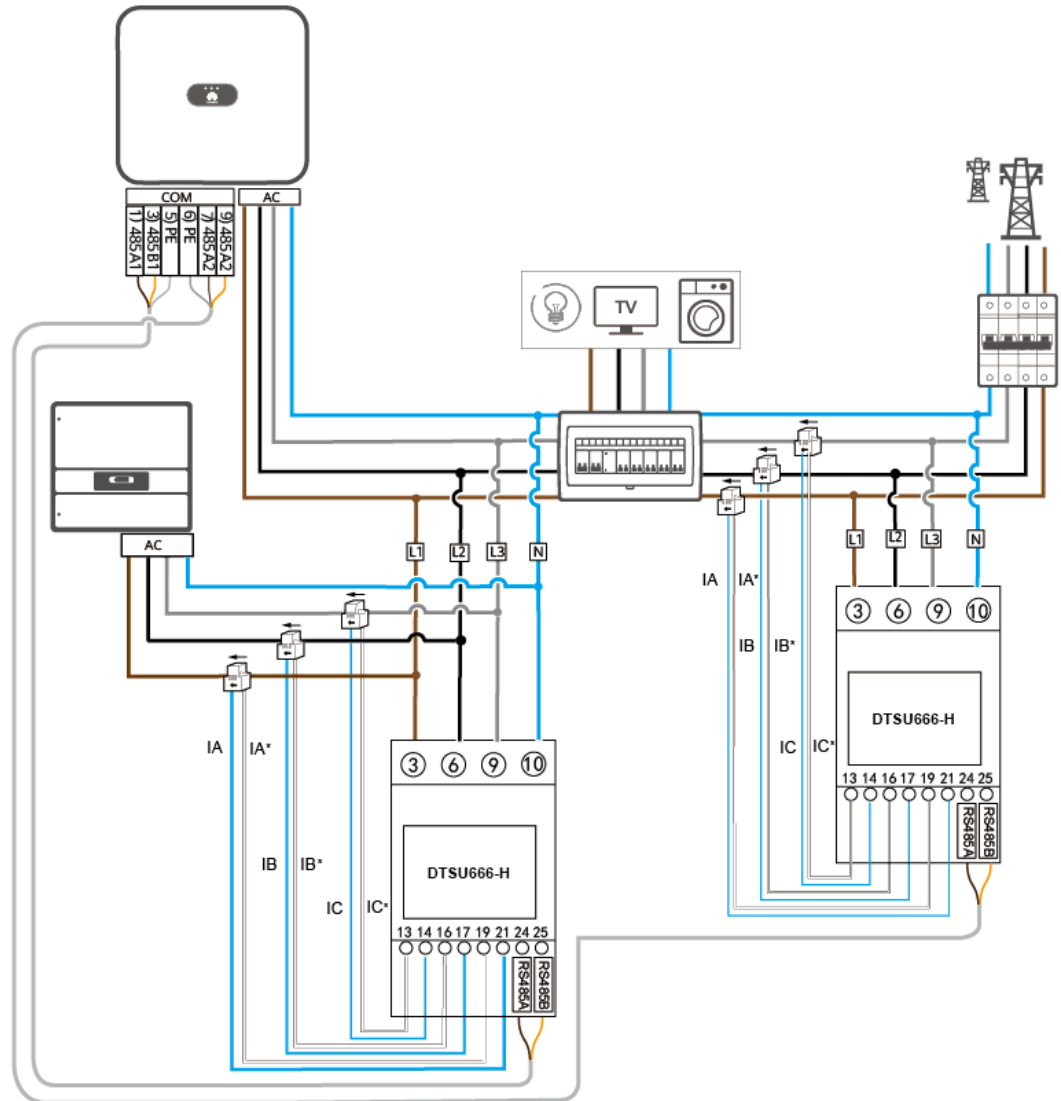 COM
AC
1) 485A1
3) 485B1
5) PE
6) PE
7) 485A2
9) 485A2
TV
AC
L1
L2
L3
N
L1
L2
L3
N
IA
IA*
IB
IB*
IC
IC*
3
6
9
10
DTSU666-H
13 14 16 17 19 21 24 25
RS485A
RS485B
IA
IA*
IB
IB*
IC
IC*
3
6
9
10
DTSU666-H
13 14 16 17 19 21 24 25
RS485A
RS485B